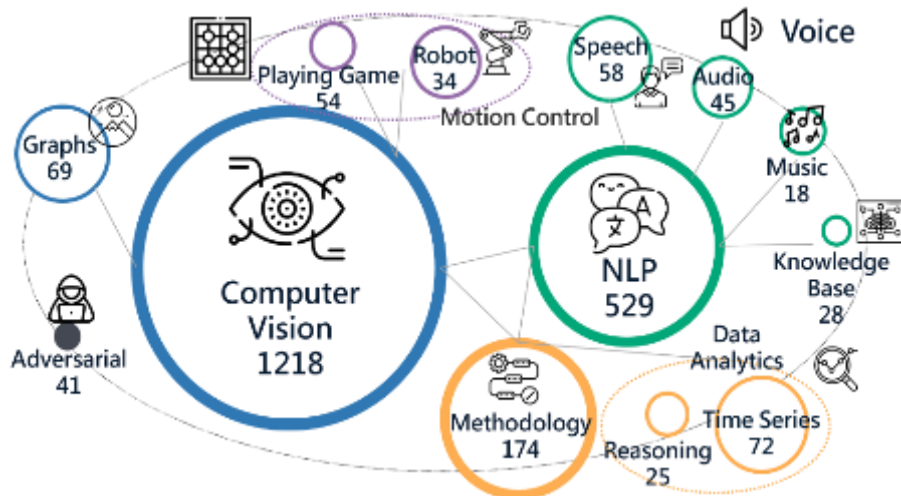 Playing Game
54
Robot
34
Motion Control
Speech
58
Voice
Audio
45
Music
18
Graphs
69
Computer
Vision
1218
文
A
NLP
529
Knowledge
Base
28
Adversarial
41
Methodology
174
Data
Analytics
Reasoning
25
Time Series
72